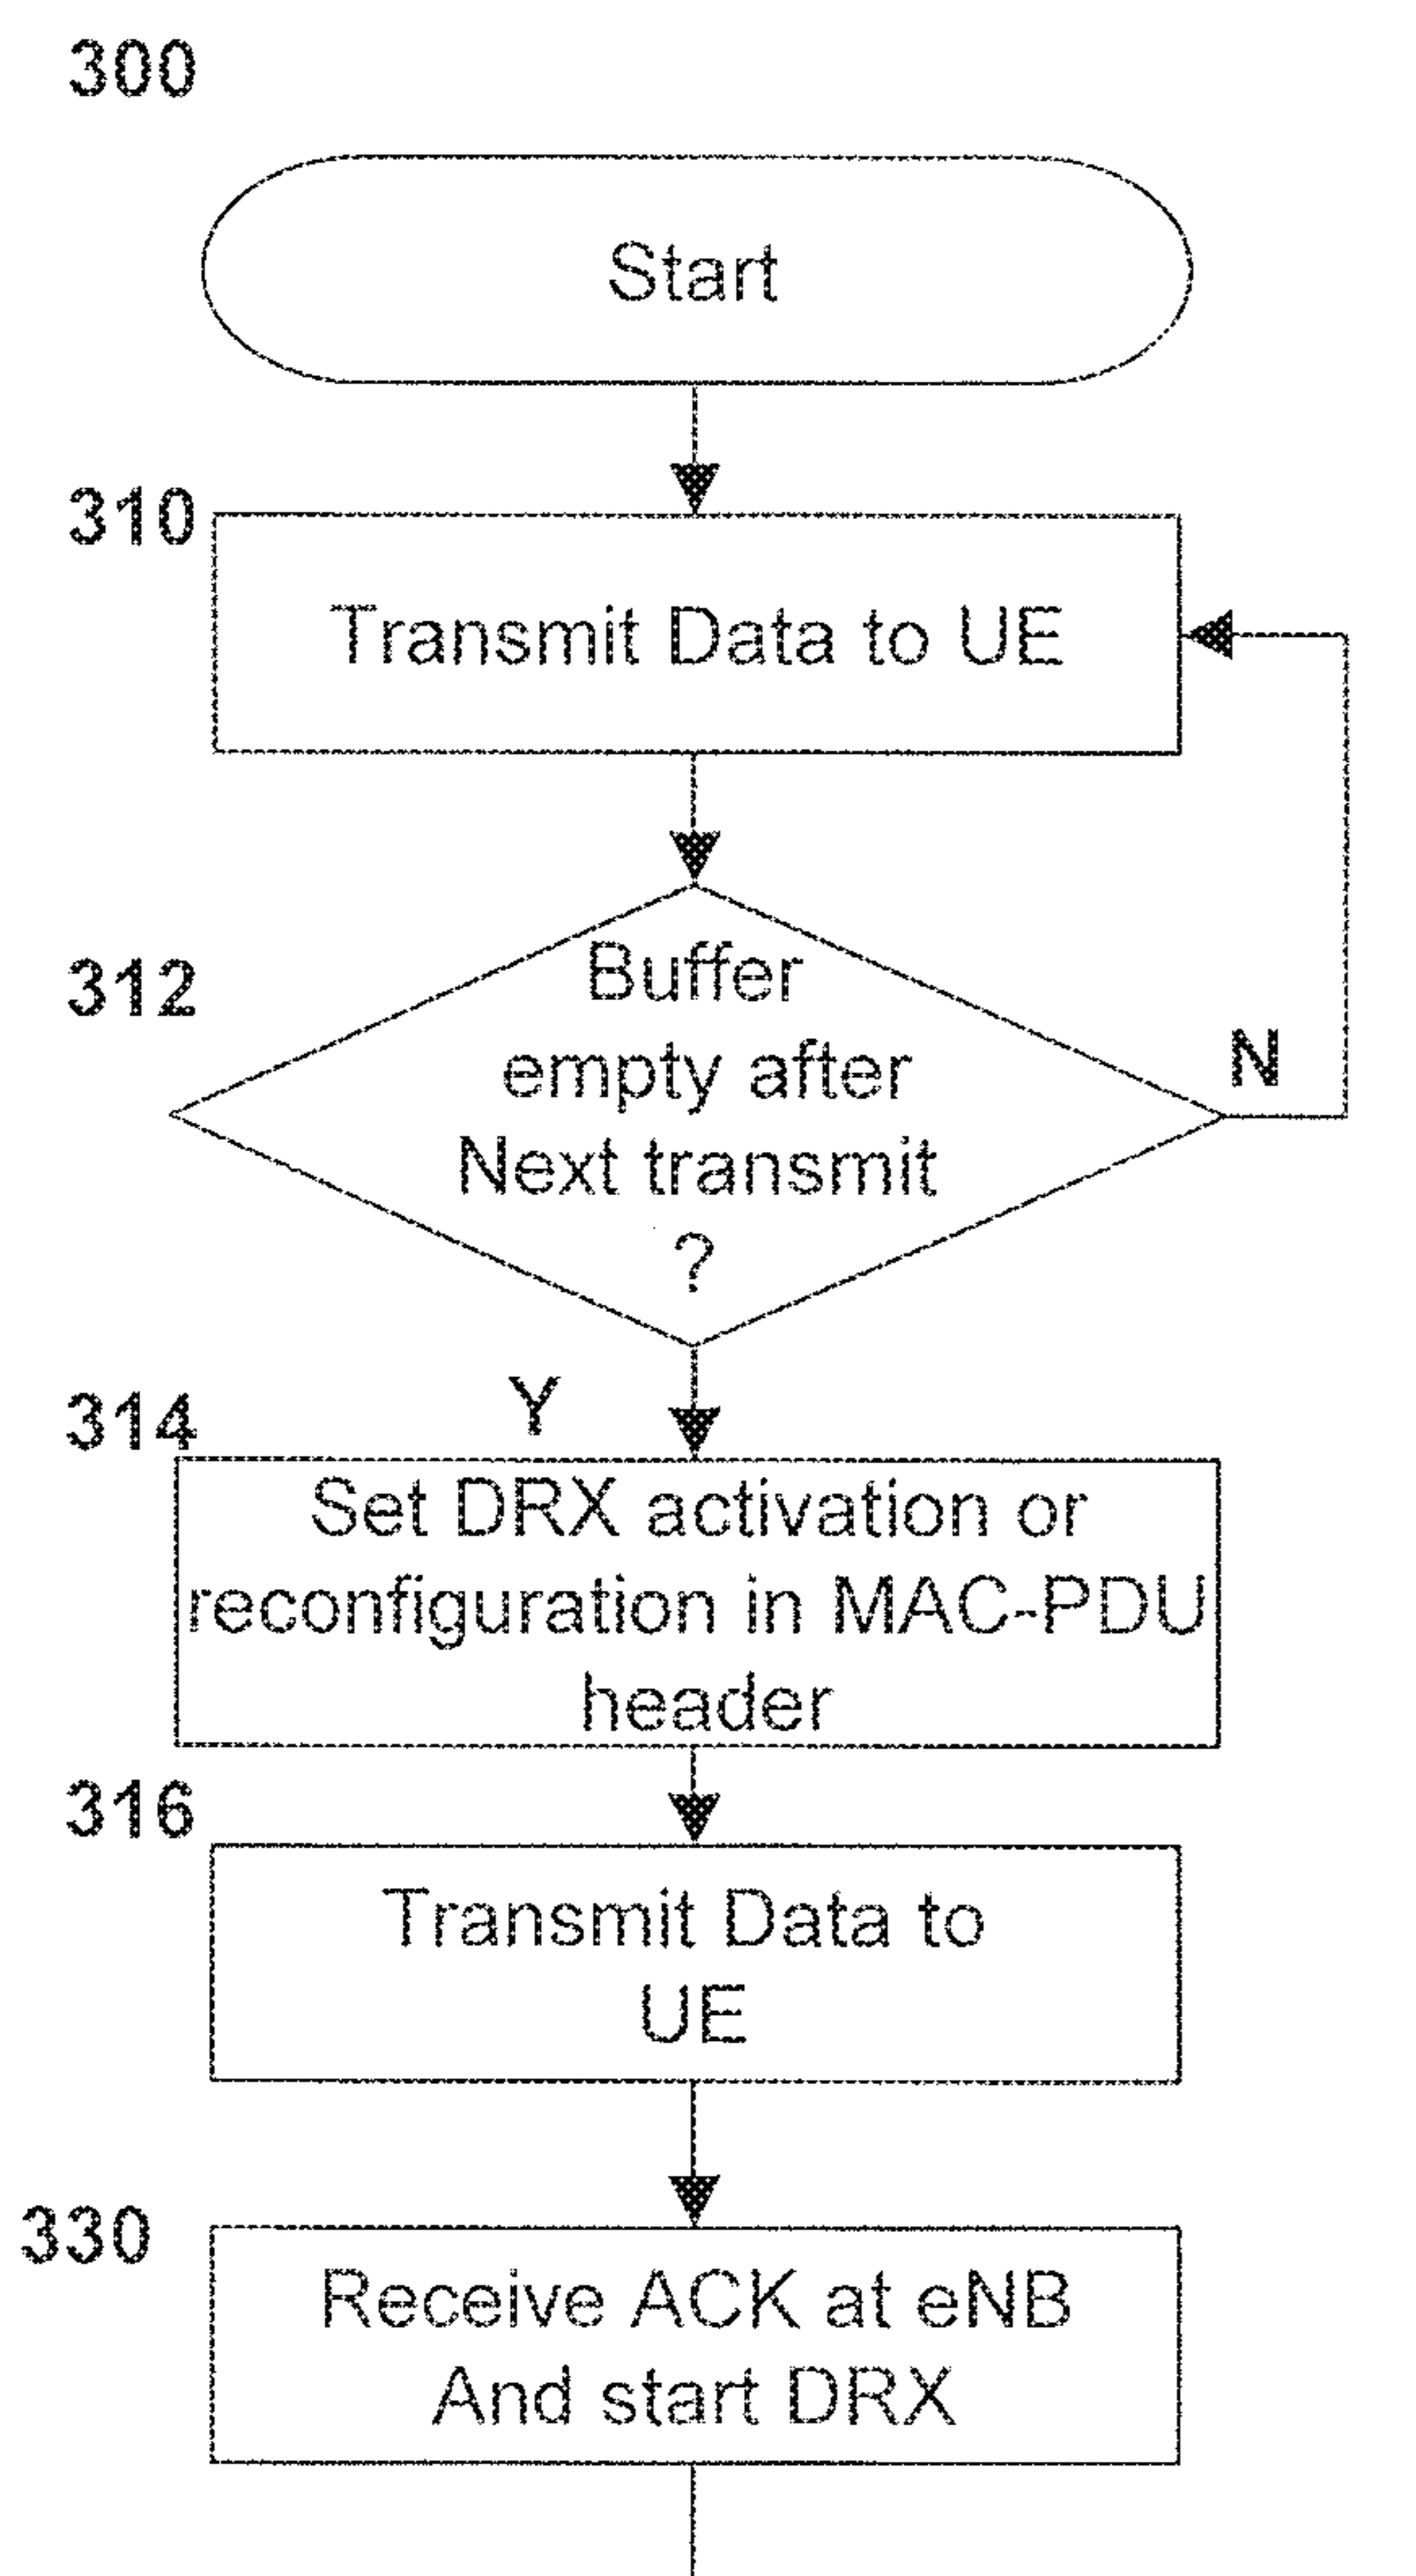 300
Start
310
Transmit Data to UE
312
Buffer
empty after
Next transmit
?
N
Y
314
Set DRX activation or
reconfiguration in MAC-PDU
header
316
Transmit Data to
UE
330
Receive ACK at eNB
And start DRX